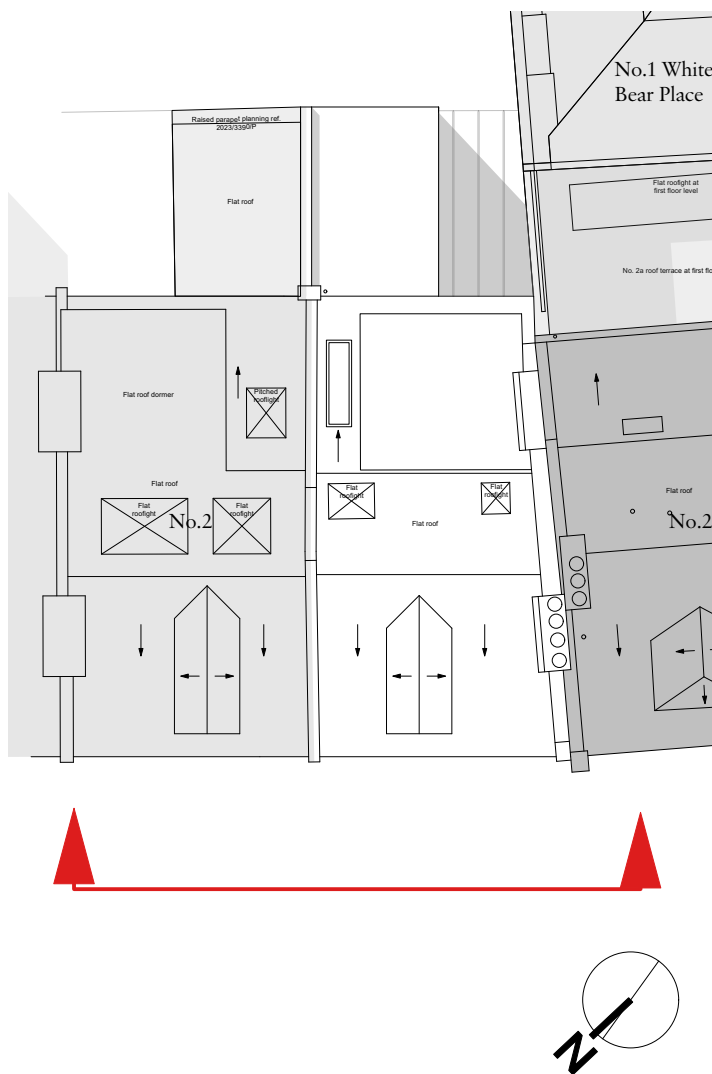 No.1 White
Bear Place
Raised parapet planning ref.
2023/3390/P
Flat roof
Flat rooflight at
first floor level
No. 2a roof terrace at first flo
Flat roof dormer
Pitched
rooflight
Flat roof
Flat
rooflight
No.2
Flat
rooflight
Flat
rooflight
Flat
rooflight
Flat roof
Flat roof
No.2
N